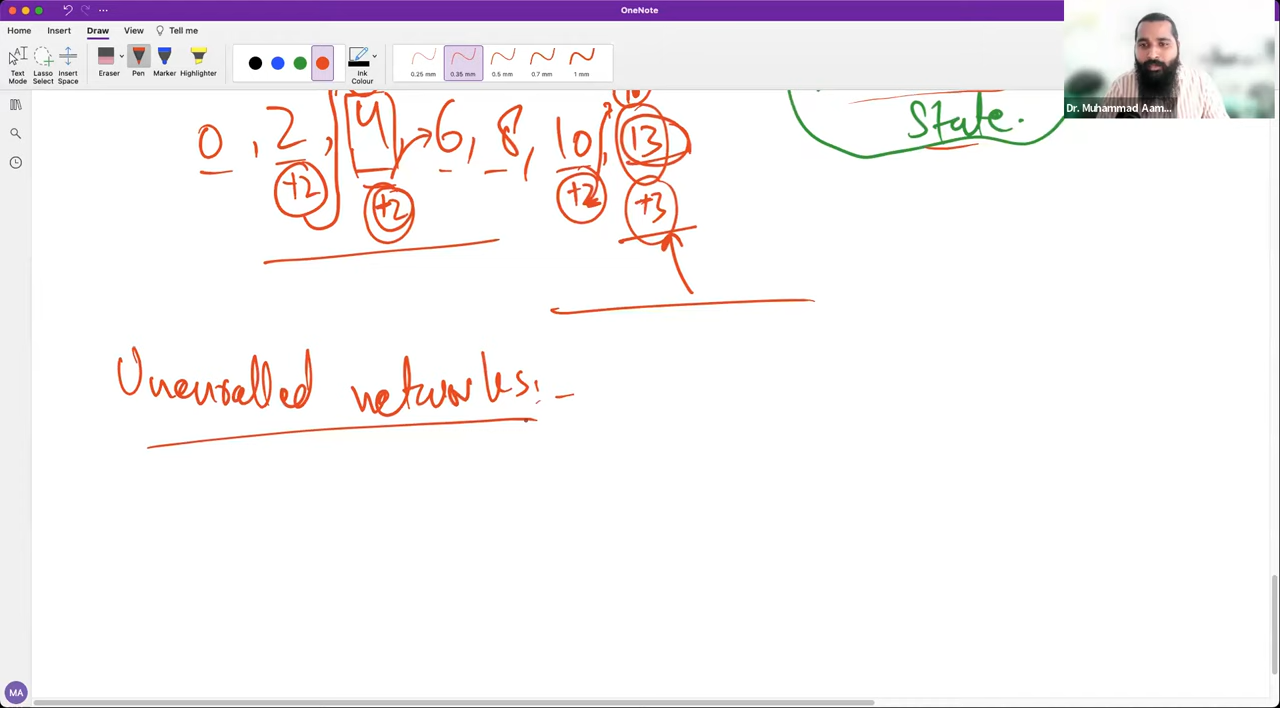 OneNote
Home Insert Draw View Tell me
Text Mode Lasso Select Insert Space Eraser Pen Marker Highlighter Ink Colour 0.25 mm 0.35 mm 0.5 mm 0.7 mm 1 mm
Dr. Muhammad Aam...
State.
0, 2, 4, 6, 8, 10, 13
+2 +2 +2 +3
networks:-
MA